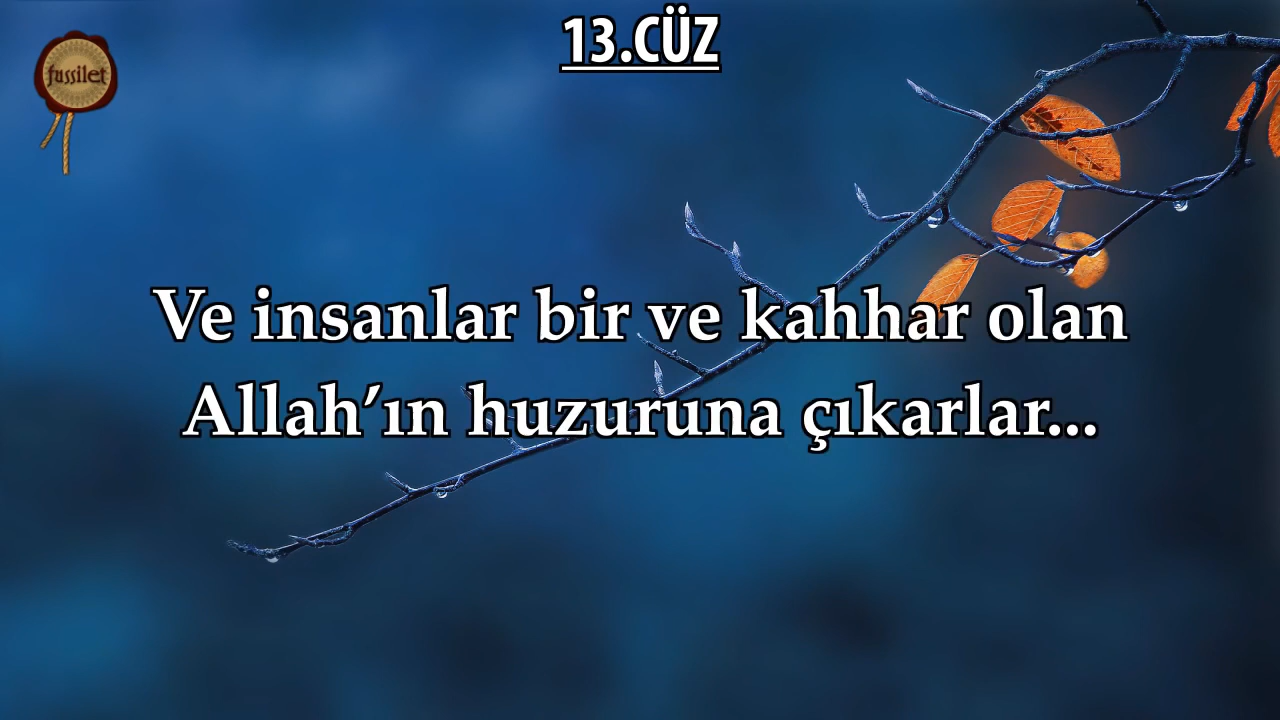 13.CÜZ
fussilet
Ve insanlar bir ve kahhar olan
Allah’ın huzuruna çıkarlar...